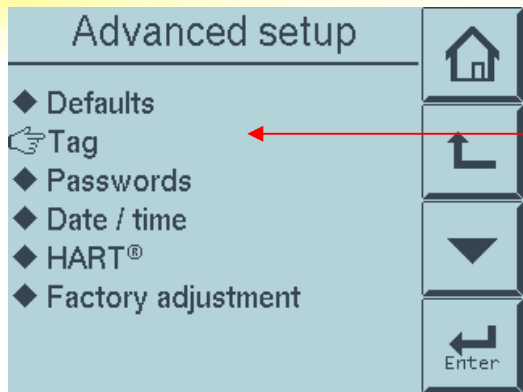 Advanced setup
Defaults
Tag
Passwords
Date / time
HART®
Factory adjustment
Enter